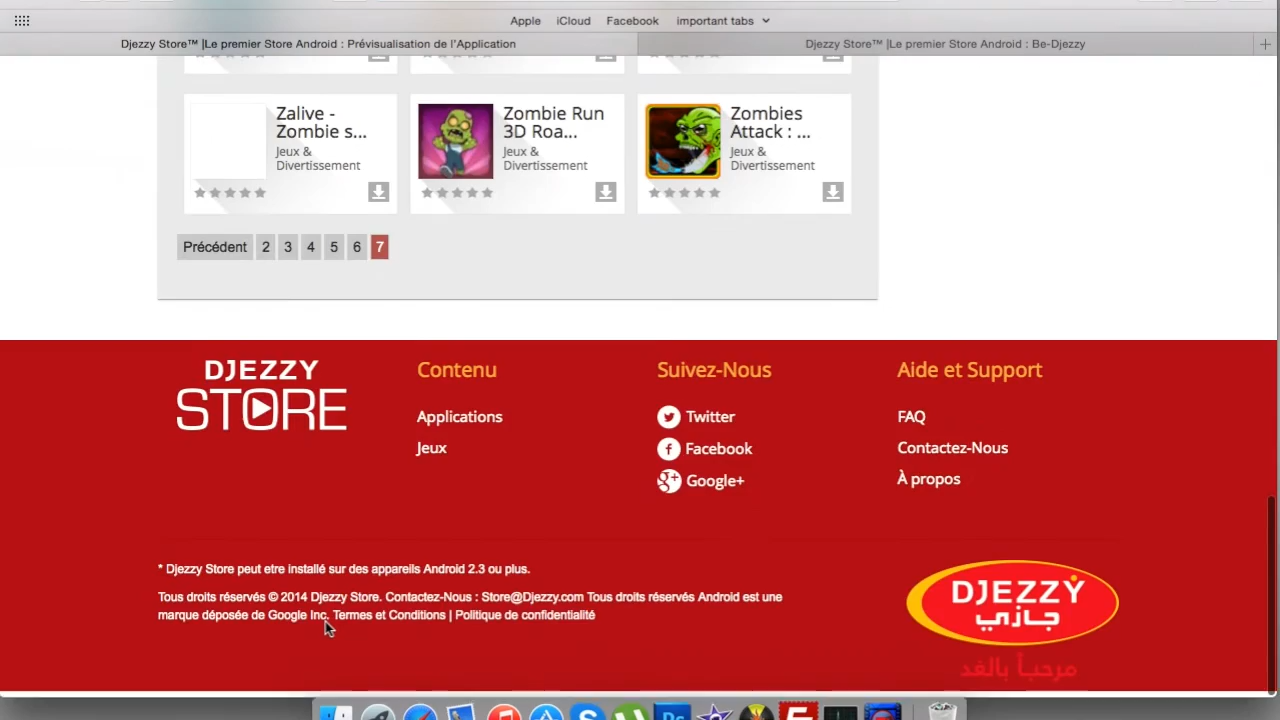 Apple iCloud Facebook important tabs
Djezzy Store™ |Le premier Store Android : Prévisualisation de l'Application
Djezzy Store™ |Le premier Store Android : Be-Djezzy
Zalive -
Zombie s...
Jeux &
Divertissement
Zombie Run
3D Roa...
Jeux &
Divertissement
Zombies
Attack : ...
Jeux &
Divertissement
Précédent 2 3 4 5 6 7
DJEZZY
STORE
Contenu
Applications
Jeux
Suivez-Nous
Twitter
Facebook
Google+
Aide et Support
FAQ
Contactez-Nous
À propos
* Djezzy Store peut etre installé sur des appareils Android 2.3 ou plus.
Tous droits réservés © 2014 Djezzy Store. Contactez-Nous : Store@Djezzy.com Tous droits réservés Android est une
marque déposée de Google Inc. Termes et Conditions | Politique de confidentialité
DJEZZY
جازي
مرحباً بالغد
Ps